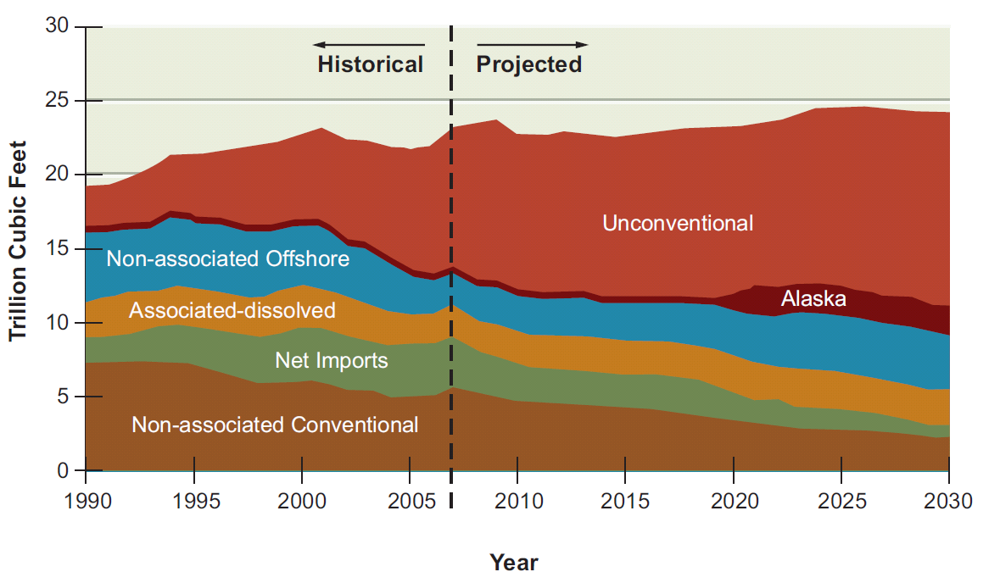 30
25
20
15
10
5
0
Trillion Cubic Feet
Historical
Projected
Unconventional
Non-associated Offshore
Alaska
Associated-dissolved
Net Imports
Non-associated Conventional
1990 1995 2000 2005 2010 2015 2020 2025 2030
Year